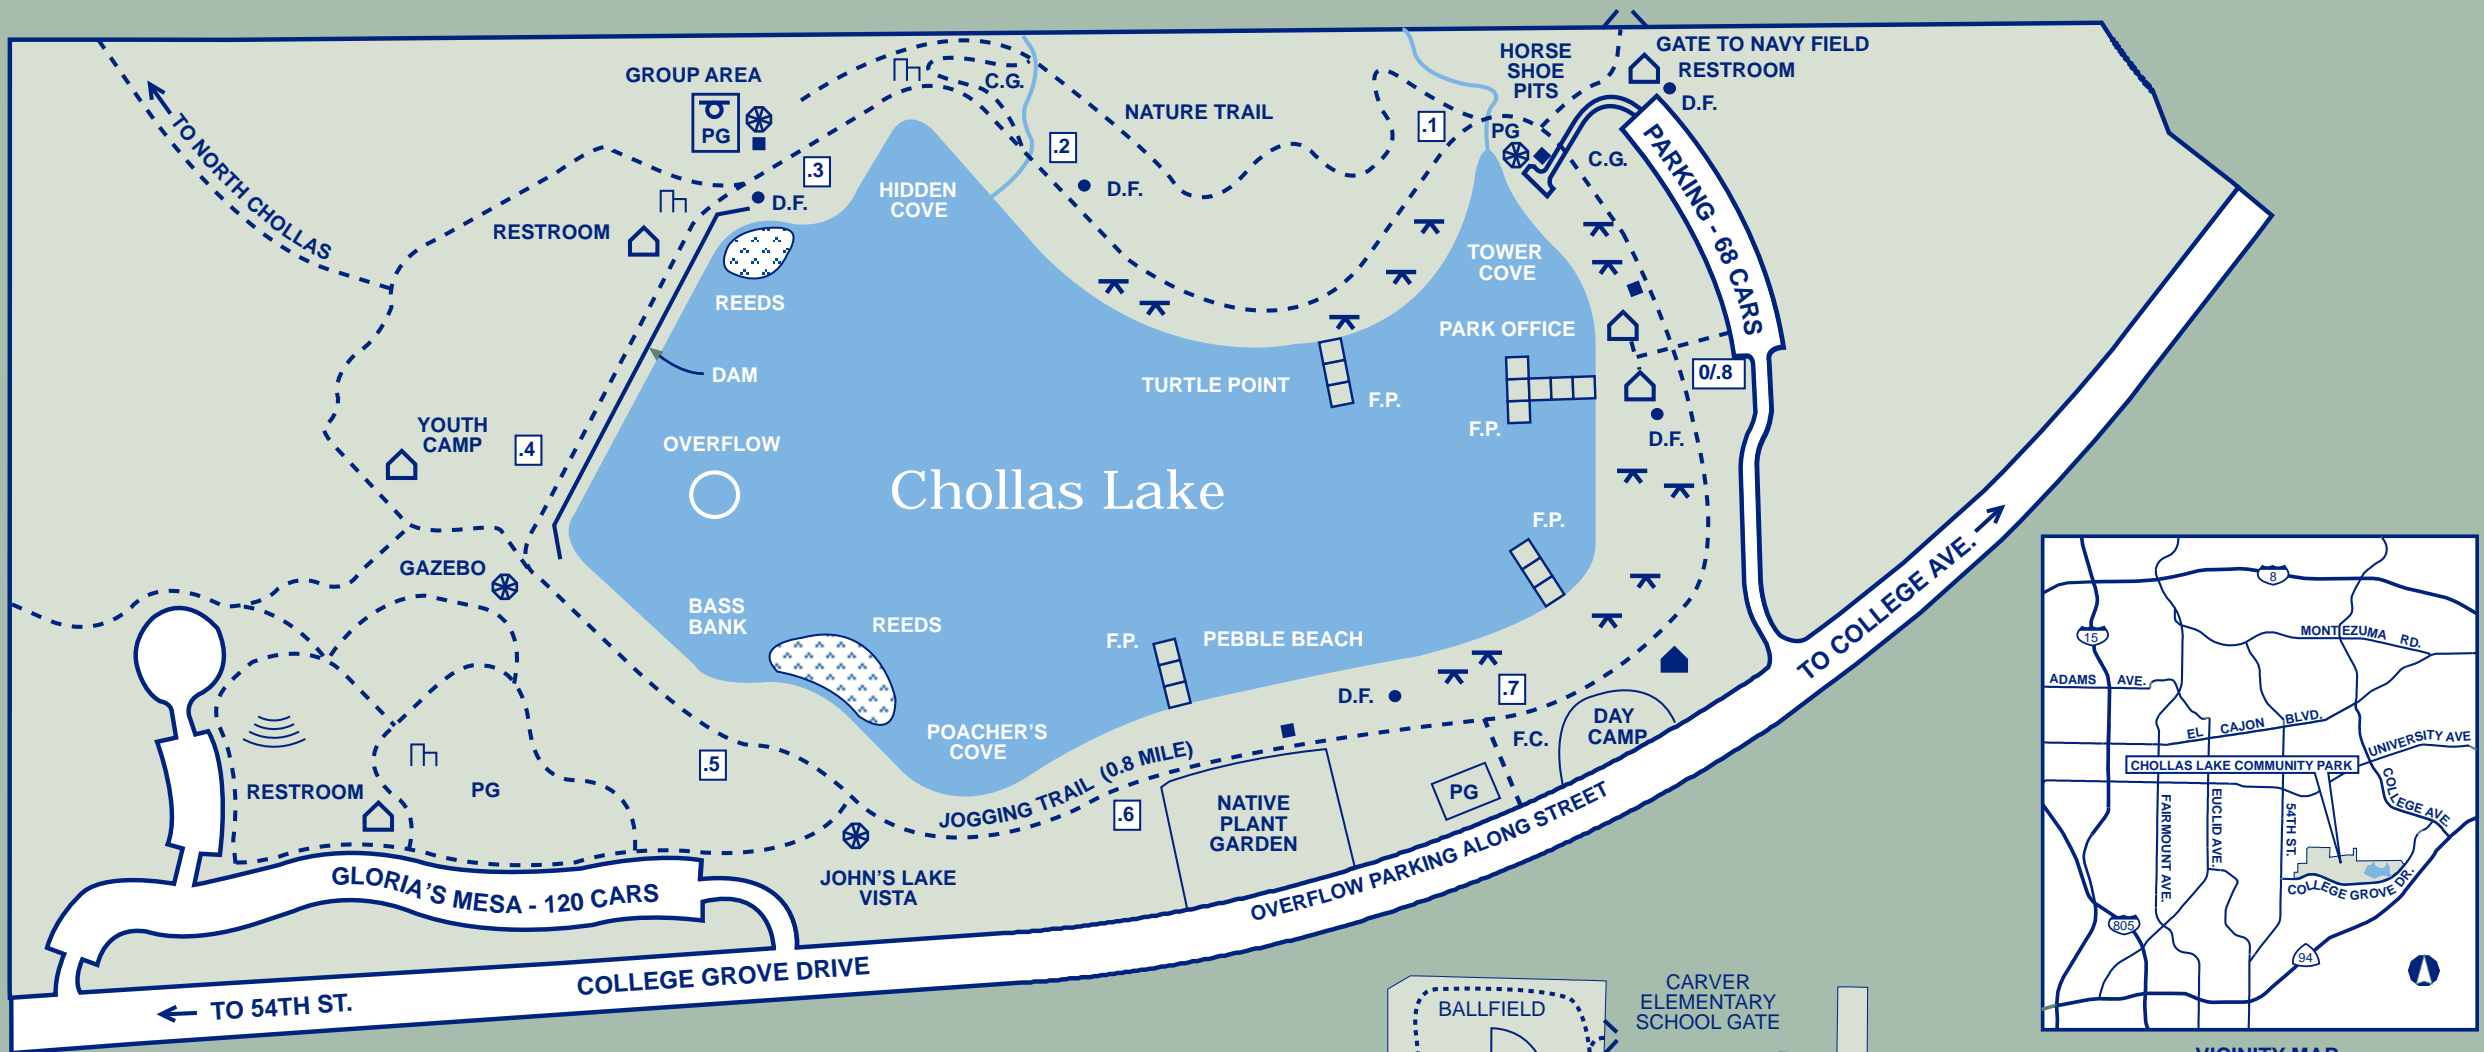 GATE TO NAVY FIELD
HORSE
SHOE
PITS
RESTROOM
D.F.
GROUP AREA
PG
C.G.
NATURE TRAIL
.1
PG
C.G.
PARKING - 68 CARS
TO NORTH CHOLLAS
.2
D.F.
.3
D.F.
HIDDEN
COVE
RESTROOM
TOWER
COVE
REEDS
PARK OFFICE
DAM
TURTLE POINT
F.P.
F.P.
0/.8
D.F.
YOUTH
CAMP
.4
OVERFLOW
Chollas Lake
F.P.
GAZEBO
BASS
BANK
REEDS
F.P.
PEBBLE BEACH
TO COLLEGE AVE.
D.F.
.7
DAY
CAMP
F.C.
POACHER'S
COVE
.5
JOGGING TRAIL (0.8 MILE)
RESTROOM
PG
.6
NATIVE
PLANT
GARDEN
PG
JOHN'S LAKE
VISTA
GLORIA'S MESA - 120 CARS
OVERFLOW PARKING ALONG STREET
COLLEGE GROVE DRIVE
TO 54TH ST.
BALLFIELD
CARVER
ELEMENTARY
SCHOOL GATE
8
15
MONTEZUMA RD.
ADAMS AVE.
EL CAJON BLVD.
UNIVERSITY AVE
CHOLLAS LAKE COMMUNITY PARK
COLLEGE AVE.
FAIRMOUNT AVE.
EUCLID AVE.
54TH ST.
COLLEGE GROVE DR.
805
94
VICINITY MAP